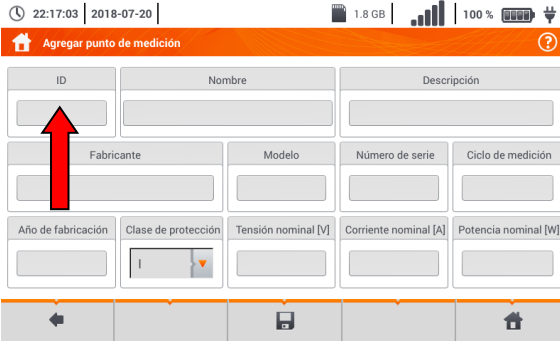 22:17:03 2018-07-20 1.8 GB 100 %
Agregar punto de medición ?
ID Nombre Descripción
Fabricante Modelo Número de serie Ciclo de medición
Año de fabricación Clase de protección Tensión nominal [V] Corriente nominal [A] Potencia nominal [W]
I